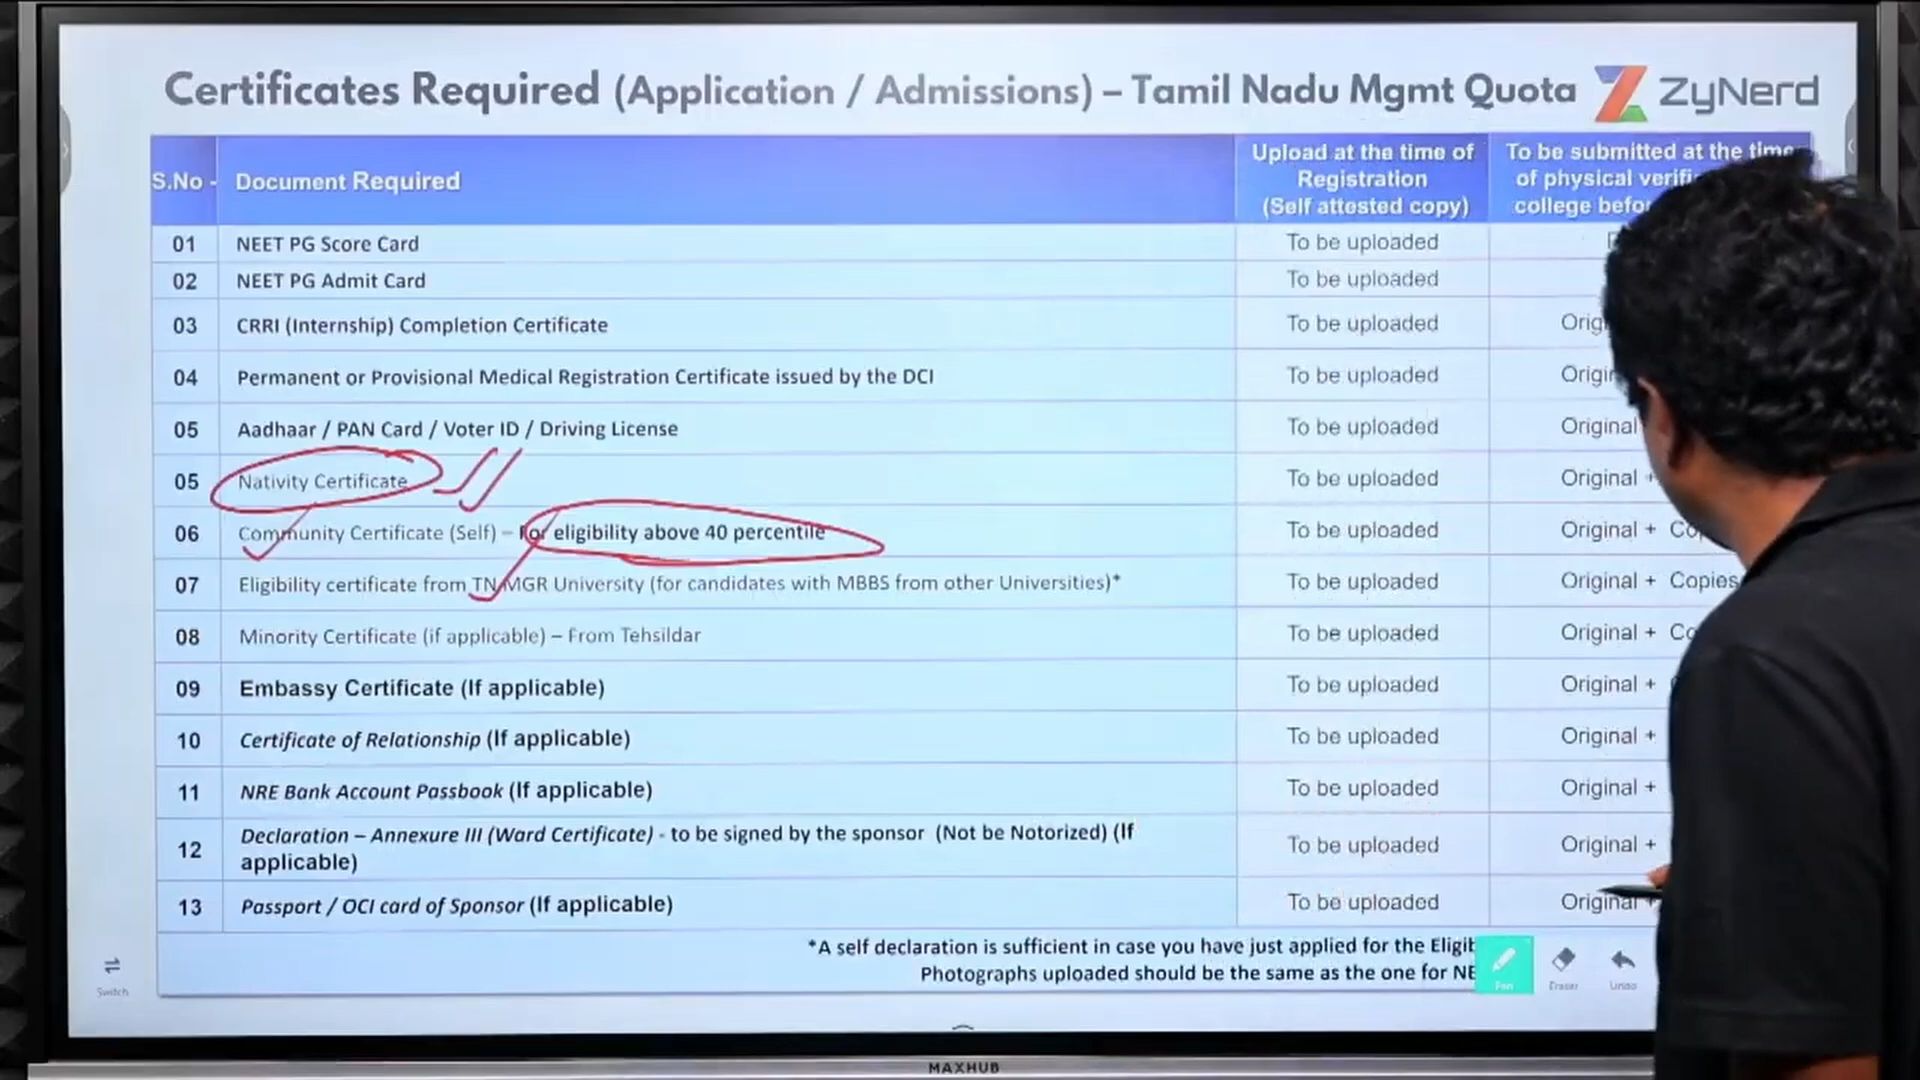 Certificates Required (Application / Admissions) – Tamil Nadu Mgmt Quota ZyNerd
S.No - Document Required Upload at the time of Registration (Self attested copy) To be submitted at the time of physical college
01 NEET PG Score Card To be uploaded
02 NEET PG Admit Card To be uploaded
03 CRRI (Internship) Completion Certificate To be uploaded
04 Permanent or Provisional Medical Registration Certificate issued by the DCI To be uploaded
05 Aadhaar / PAN Card / Voter ID / Driving License To be uploaded Original
05 Nativity Certificate To be uploaded Original +
06 Community Certificate (Self) – For eligibility above 40 percentile To be uploaded Original +
07 Eligibility certificate from TN MGR University (for candidates with MBBS from other Universities)* To be uploaded Original + Copies
08 Minority Certificate (if applicable) – From Tehsildar To be uploaded Original +
09 Embassy Certificate (If applicable) To be uploaded Original +
10 Certificate of Relationship (If applicable) To be uploaded Original +
11 NRE Bank Account Passbook (If applicable) To be uploaded Original +
12 Declaration – Annexure III (Ward Certificate) - to be signed by the sponsor (Not be Notorized) (If
applicable) To be uploaded Original +
13 Passport / OCI card of Sponsor (If applicable) To be uploaded Original +
*A self declaration is sufficient in case you have just applied for the
Photographs uploaded should be the same as the one for
Switch
Pen Eraser Undo
MAXHUB